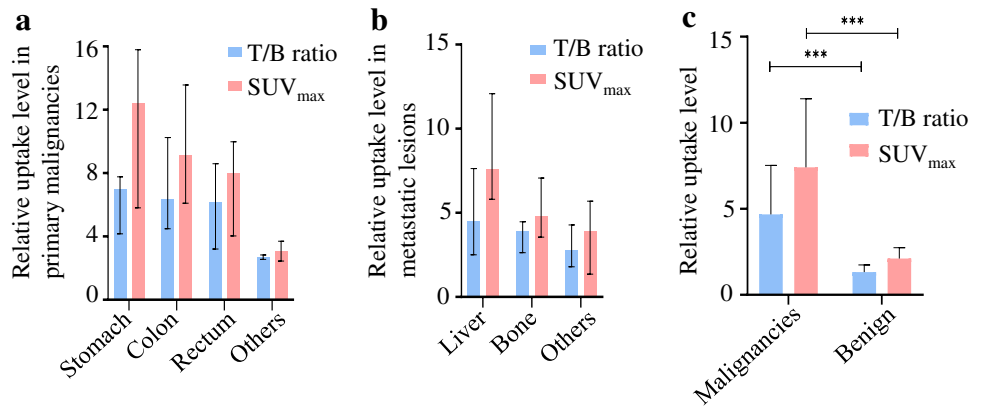 a
Relative uptake level in
primary malignancies
16
12
8
4
0
T/B ratio
SUVmax
Stomach
Colon
Rectum
Others
b
Relative uptake level in
metastatic lesions
15
10
5
0
T/B ratio
SUVmax
Liver
Bone
Others
c
Relative uptake level
15
10
5
0
***
***
T/B ratio
SUVmax
Malignancies
Benign